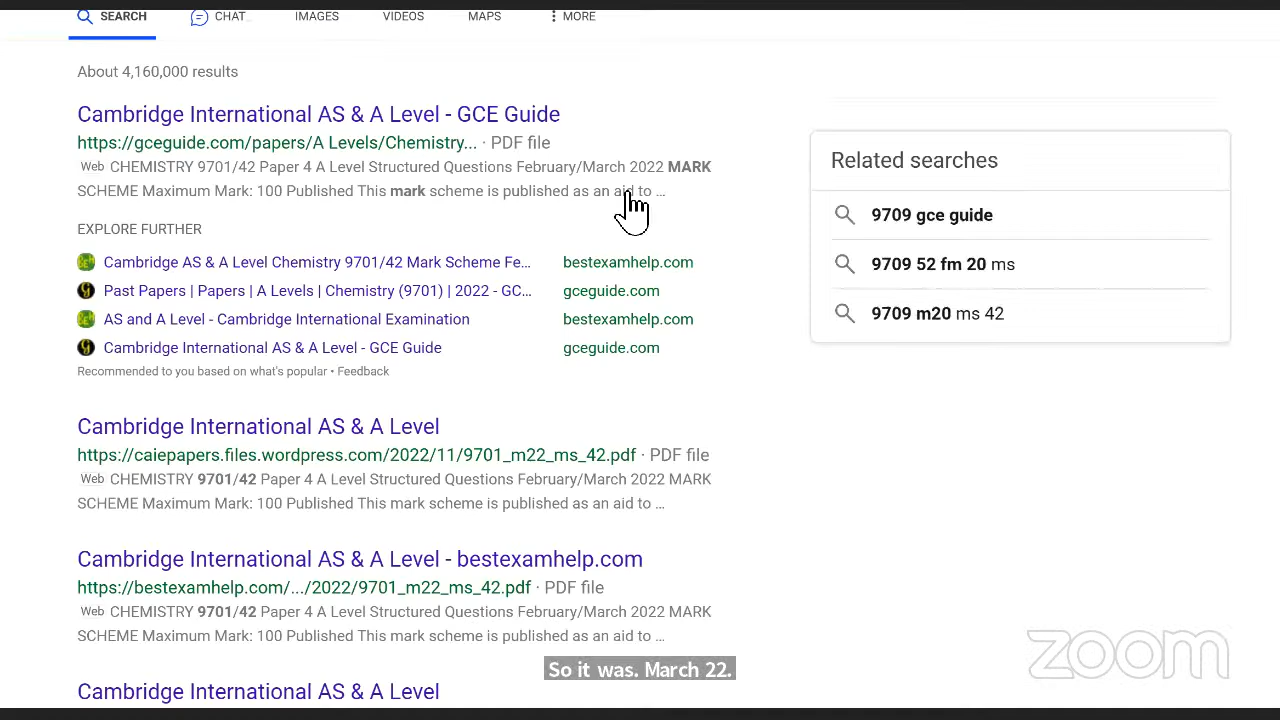 SEARCH CHAT IMAGES VIDEOS MAPS MORE
About 4,160,000 results
Cambridge International AS & A Level - GCE Guide
https://gceguide.com/papers/A Levels/Chemistry... · PDF file
Web CHEMISTRY 9701/42 Paper 4 A Level Structured Questions February/March 2022 MARK
SCHEME Maximum Mark: 100 Published This mark scheme is published as an aid to ...
EXPLORE FURTHER
Cambridge AS & A Level Chemistry 9701/42 Mark Scheme Fe... bestexamhelp.com
Past Papers | Papers | A Levels | Chemistry (9701) | 2022 - GC... gceguide.com
AS and A Level - Cambridge International Examination bestexamhelp.com
Cambridge International AS & A Level - GCE Guide gceguide.com
Recommended to you based on what's popular • Feedback
Cambridge International AS & A Level
https://caiepapers.files.wordpress.com/2022/11/9701_m22_ms_42.pdf · PDF file
Web CHEMISTRY 9701/42 Paper 4 A Level Structured Questions February/March 2022 MARK
SCHEME Maximum Mark: 100 Published This mark scheme is published as an aid to ...
Cambridge International AS & A Level - bestexamhelp.com
https://bestexamhelp.com/.../2022/9701_m22_ms_42.pdf · PDF file
Web CHEMISTRY 9701/42 Paper 4 A Level Structured Questions February/March 2022 MARK
SCHEME Maximum Mark: 100 Published This mark scheme is published as an aid to ...
Cambridge International AS & A Level
Related searches
9709 gce guide
9709 52 fm 20 ms
9709 m20 ms 42
zoom
So it was. March 22.